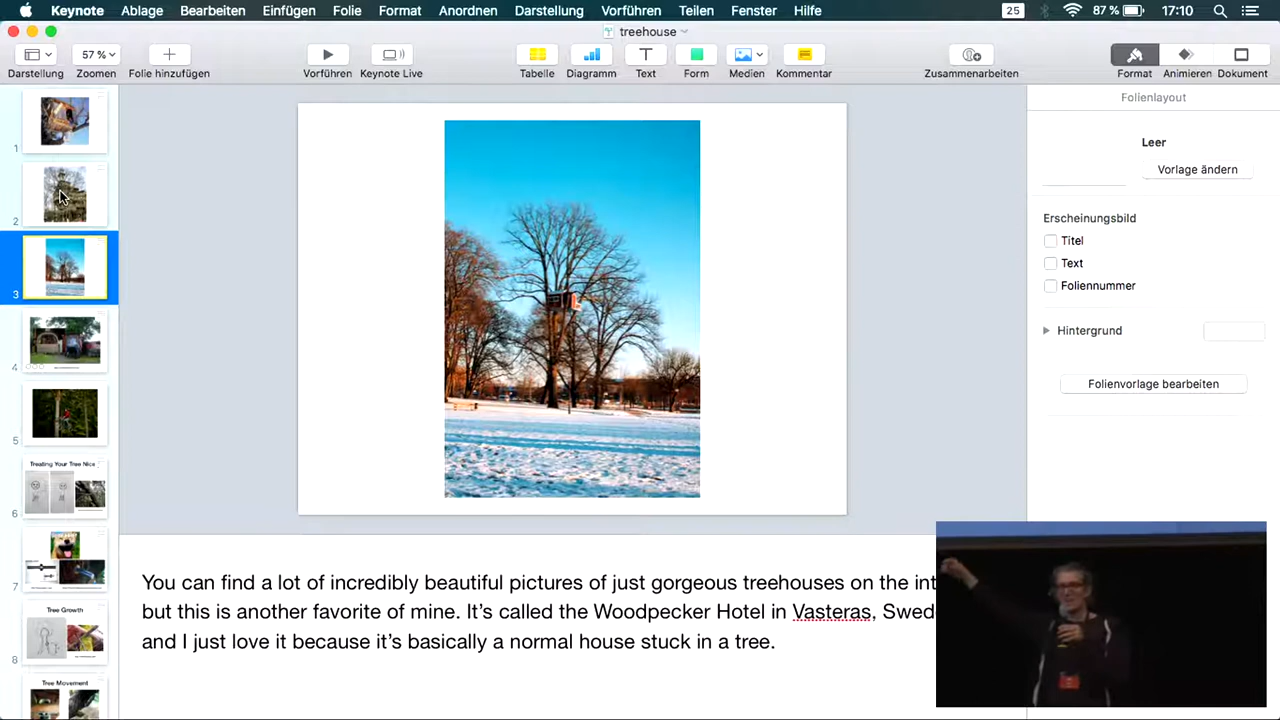 Keynote Ablage Bearbeiten Einfügen Folie Format Anordnen Darstellung Vorführen Teilen Fenster Hilfe 25 87 % 17:10
treehouse
57 %
Darstellung Zoomen Folie hinzufügen Vorführen Keynote Live Tabelle Diagramm Text Form Medien Kommentar Zusammenarbeiten Format Animieren Dokument
Folienlayout
Leer
Vorlage ändern
Erscheinungsbild
Titel
Text
Foliennummer
Hintergrund
Folienvorlage bearbeiten
1
2
3
4
5
Treating Your Tree Nice
6
7
Tree Growth
8
Tree Movement
You can find a lot of incredibly beautiful pictures of just gorgeous treehouses on the int
but this is another favorite of mine. It’s called the Woodpecker Hotel in Vasteras, Swed
and I just love it because it’s basically a normal house stuck in a tree.